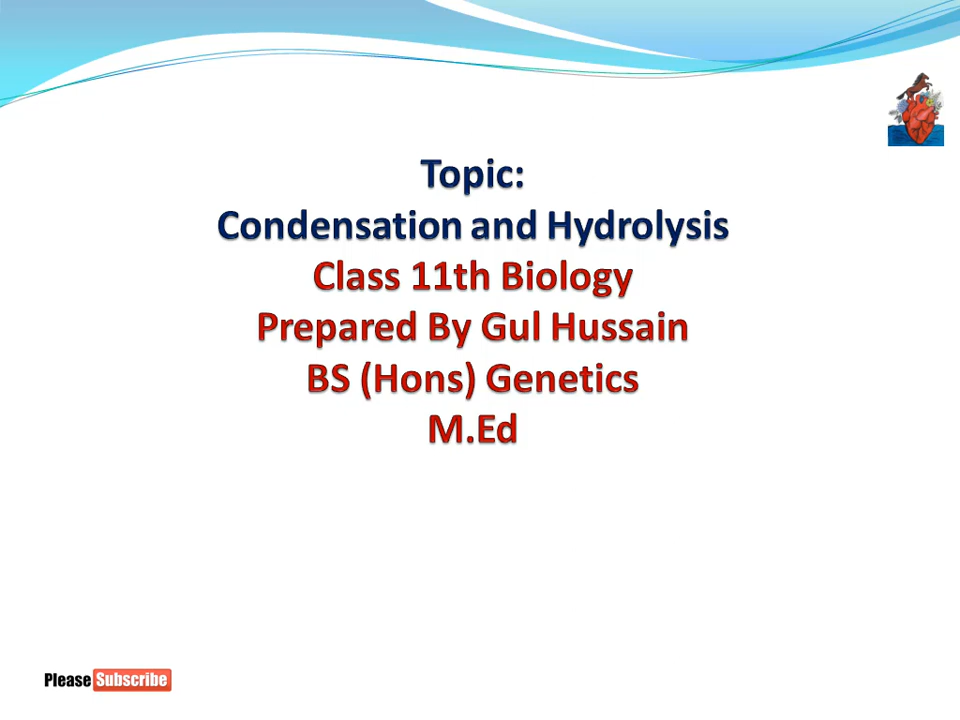 Topic:
Condensation and Hydrolysis
Class 11th Biology
Prepared By Gul Hussain
BS (Hons) Genetics
M.Ed
Please Subscribe